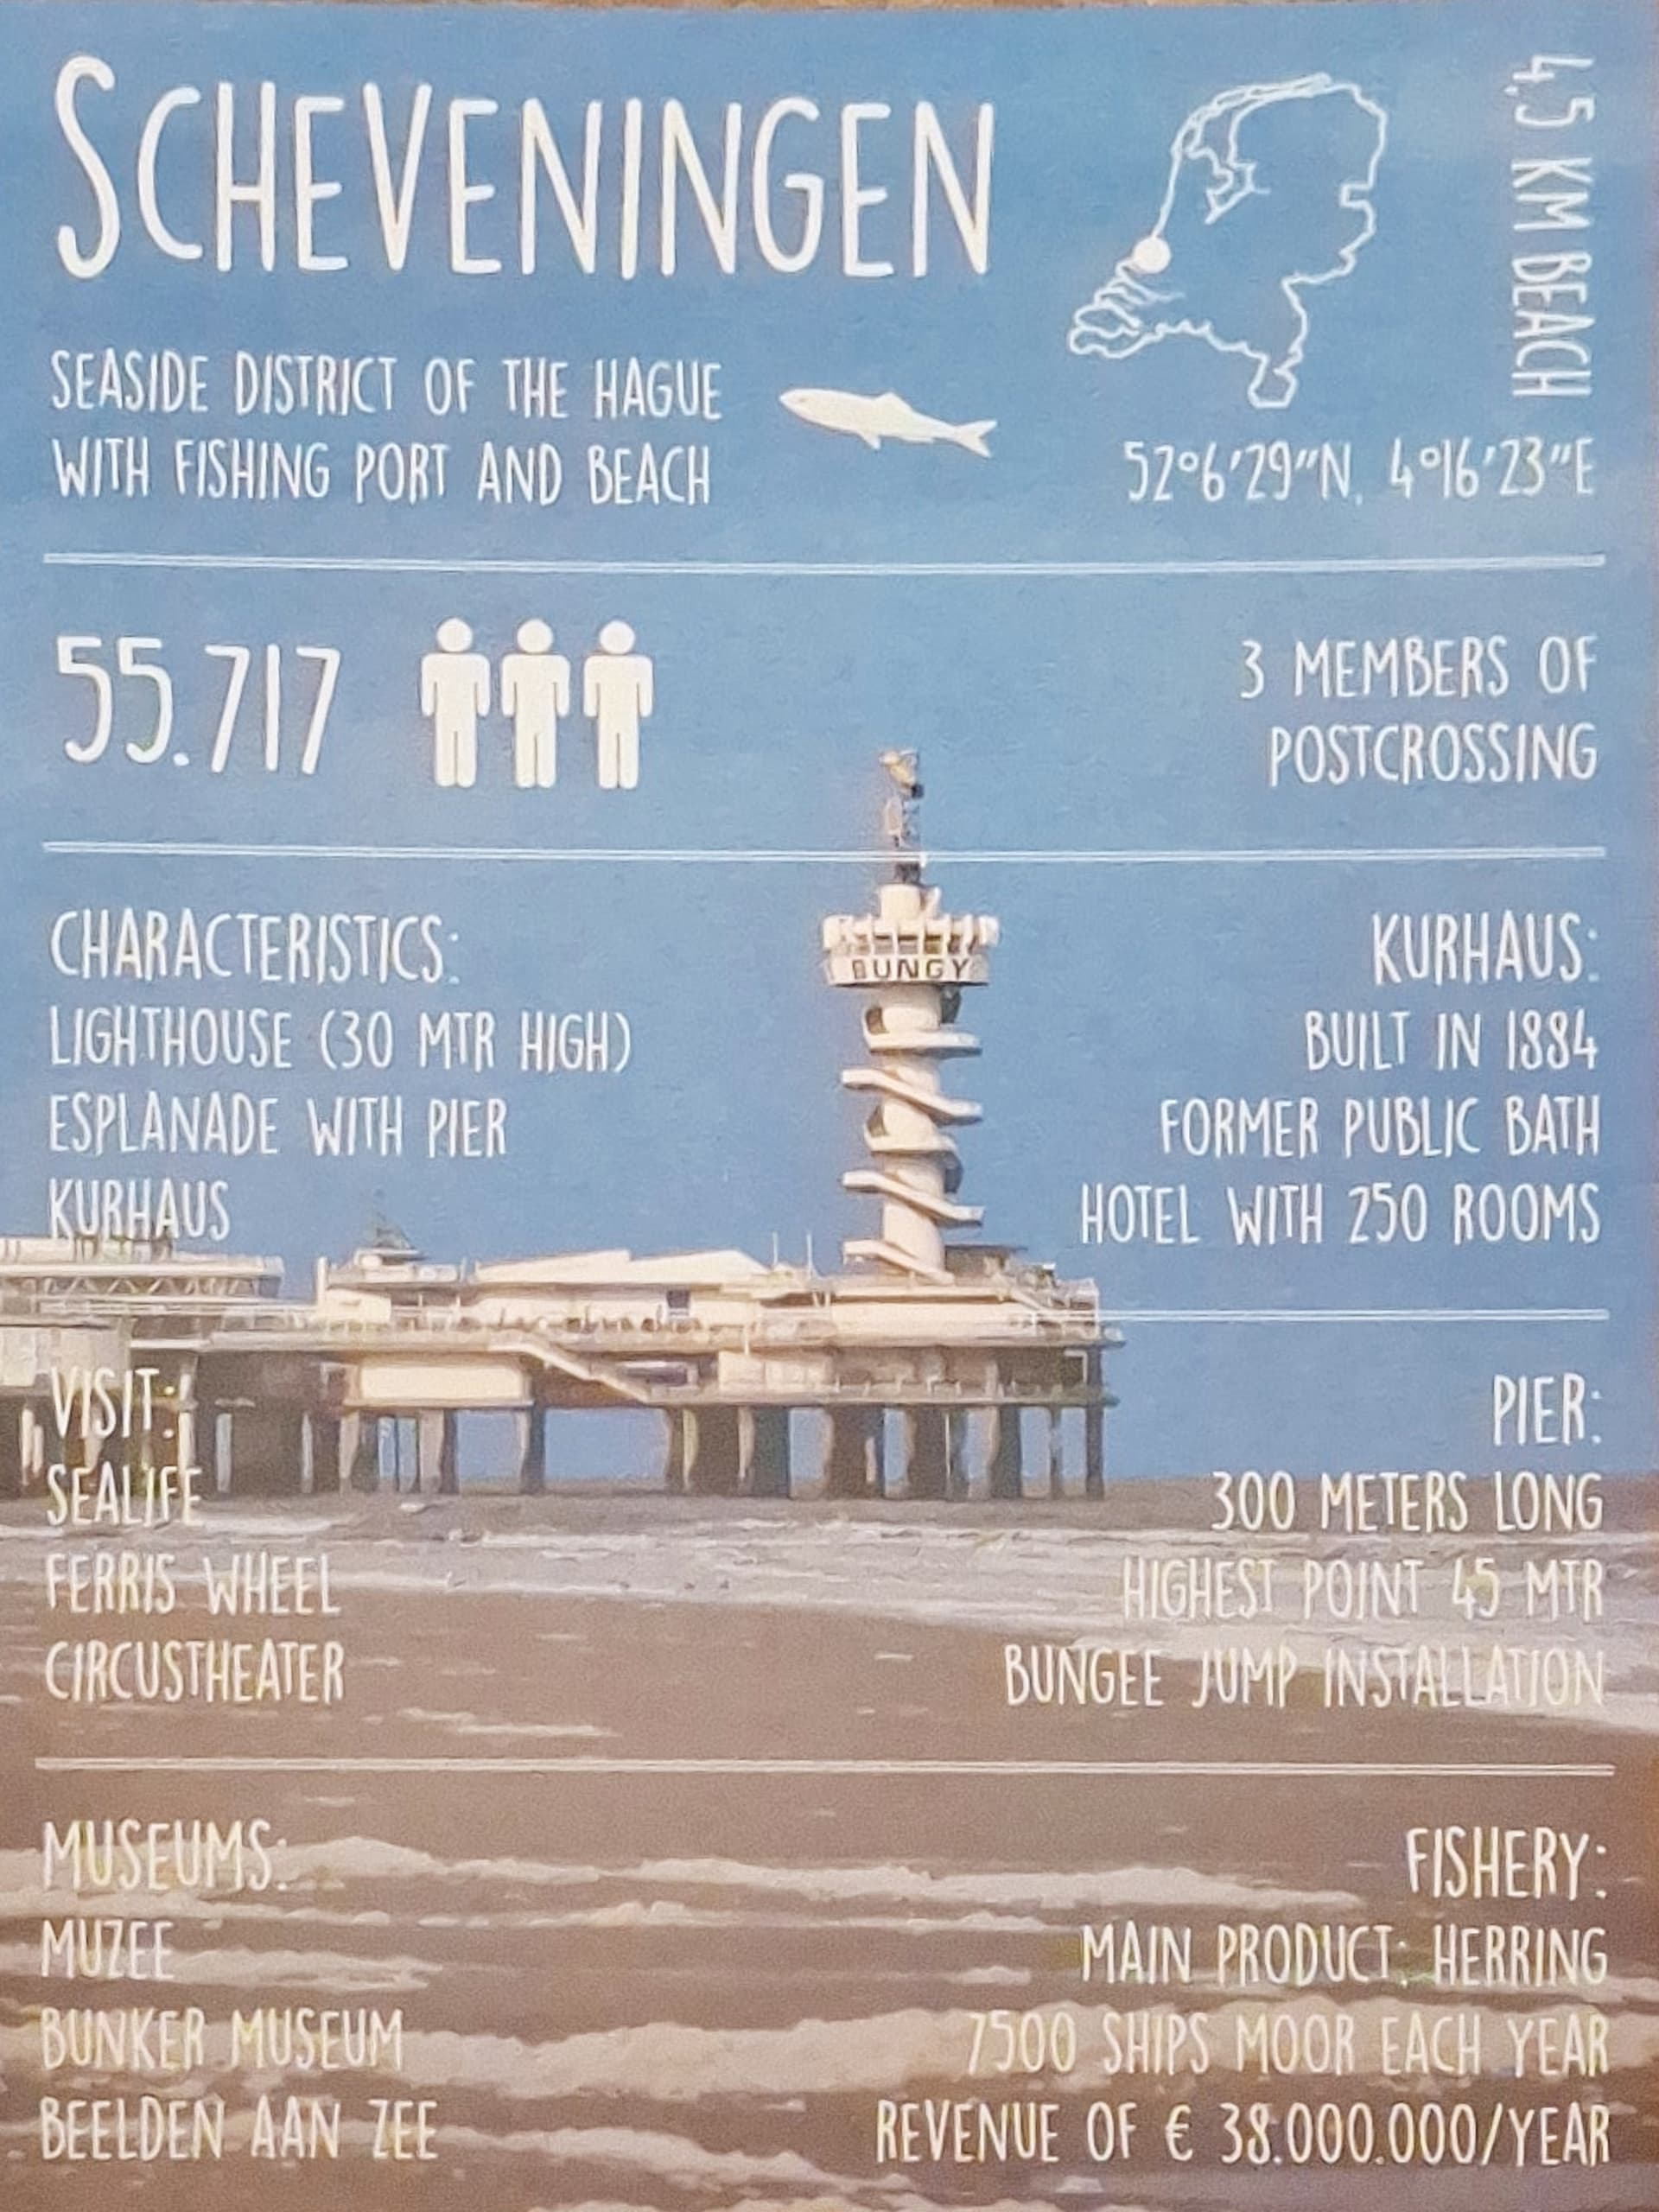 SCHEVENINGEN
4,5 KM BEACH
SEASIDE DISTRICT OF THE HAGUE
WITH FISHING PORT AND BEACH
52°6'29"N, 4°16'23"E
55.717
3 MEMBERS OF
POSTCROSSING
CHARACTERISTICS:
LIGHTHOUSE (30 MTR HIGH)
ESPLANADE WITH PIER
KURHAUS
BUNGY
KURHAUS:
BUILT IN 1884
FORMER PUBLIC BATH
HOTEL WITH 250 ROOMS
VISIT:
SEALIFE
FERRIS WHEEL
CIRCUSTHEATER
PIER:
300 METERS LONG
HIGHEST POINT 45 MTR
BUNGEE JUMP INSTALLATION
MUSEUMS:
MUZEE
BUNKER MUSEUM
BEELDEN AAN ZEE
FISHERY:
MAIN PRODUCT: HERRING
7500 SHIPS MOOR EACH YEAR
REVENUE OF € 38.000.000/YEAR